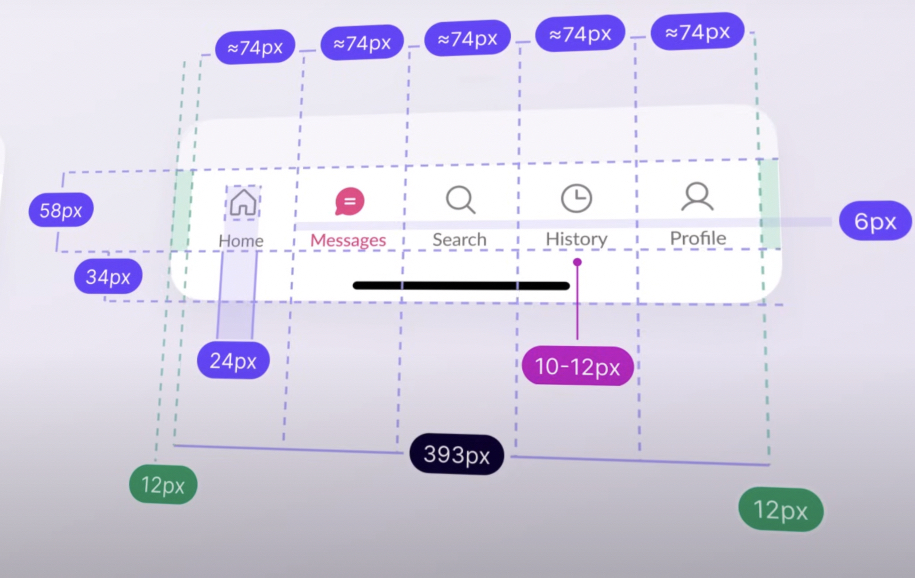 ≈74px ≈74px ≈74px ≈74px ≈74px
58px
6px
Home Messages Search History Profile
34px
24px
10-12px
393px
12px
12px